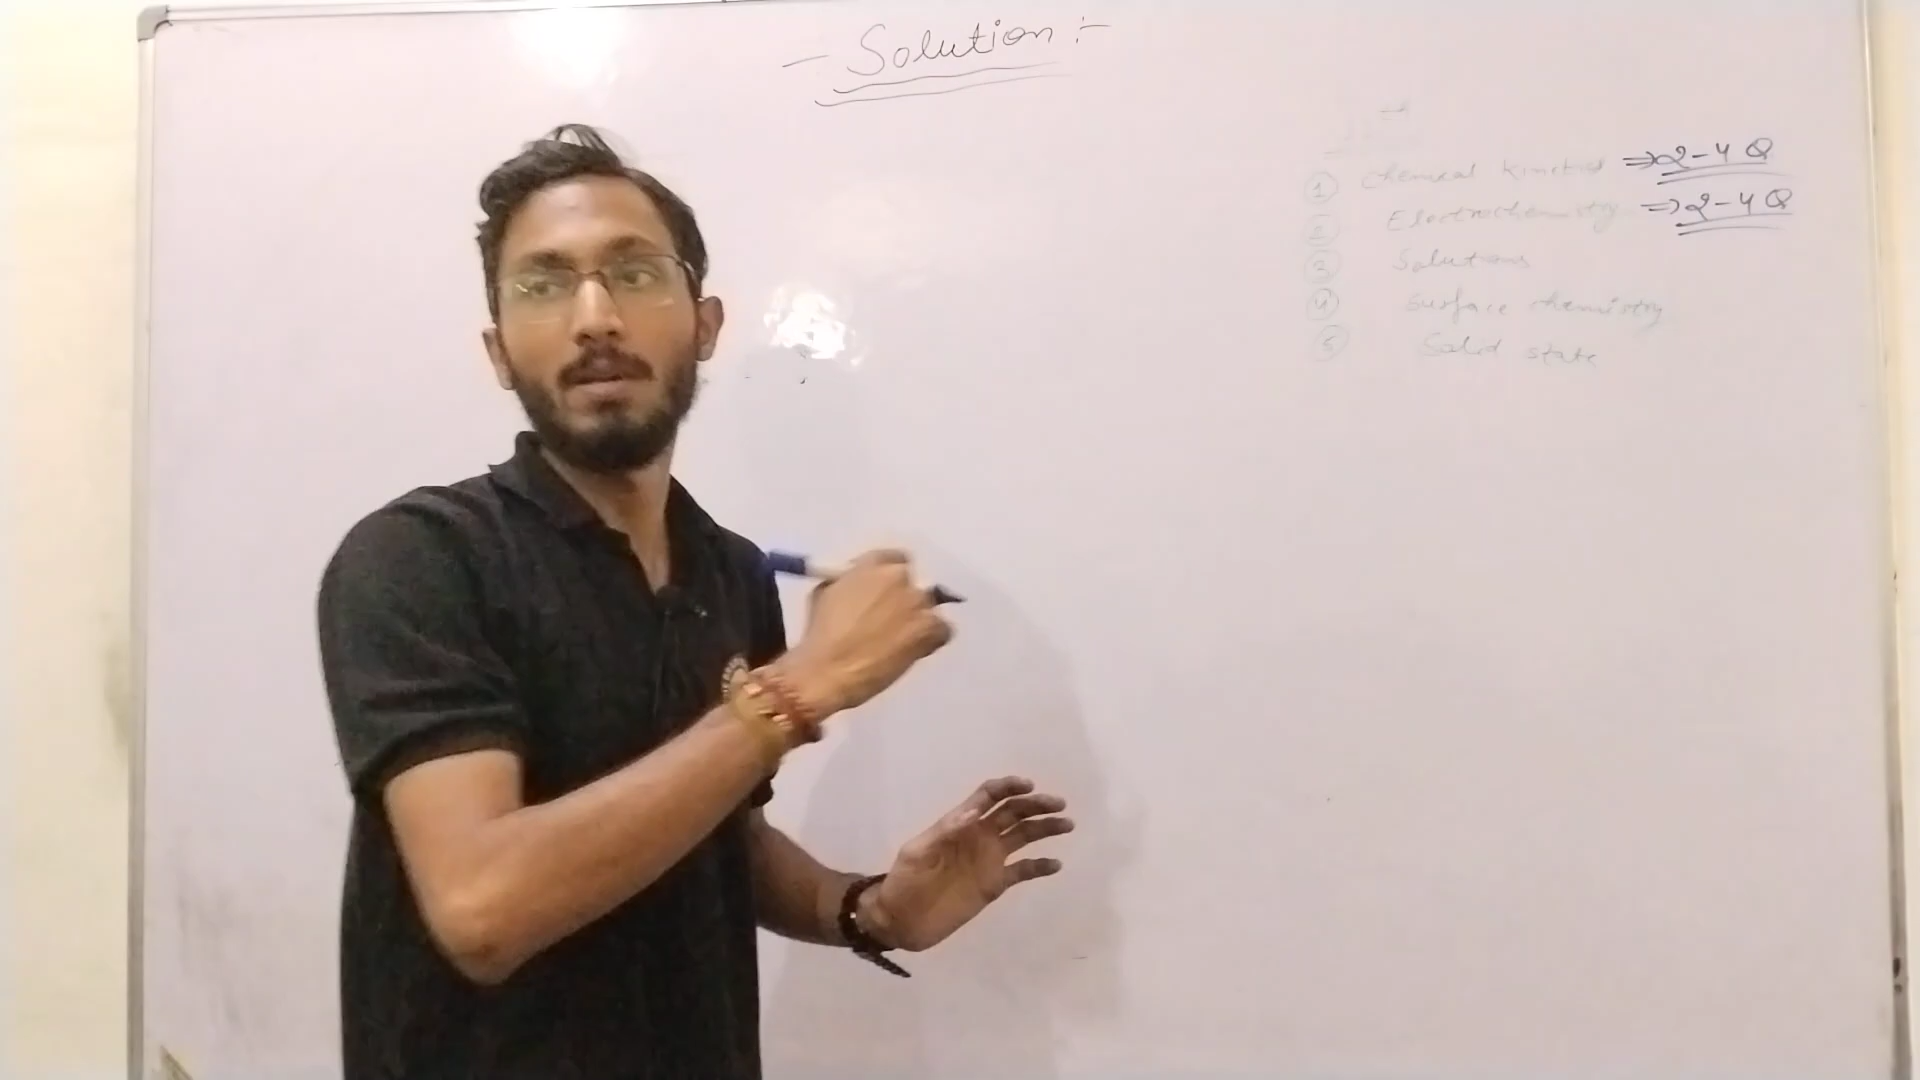 - Solution :-
① Chemical Kinetics ⇒ 2-4 Q
② Electrochemistry ⇒ 2-4 Q
③ Solutions
④ Surface chemistry
⑤ Solid state